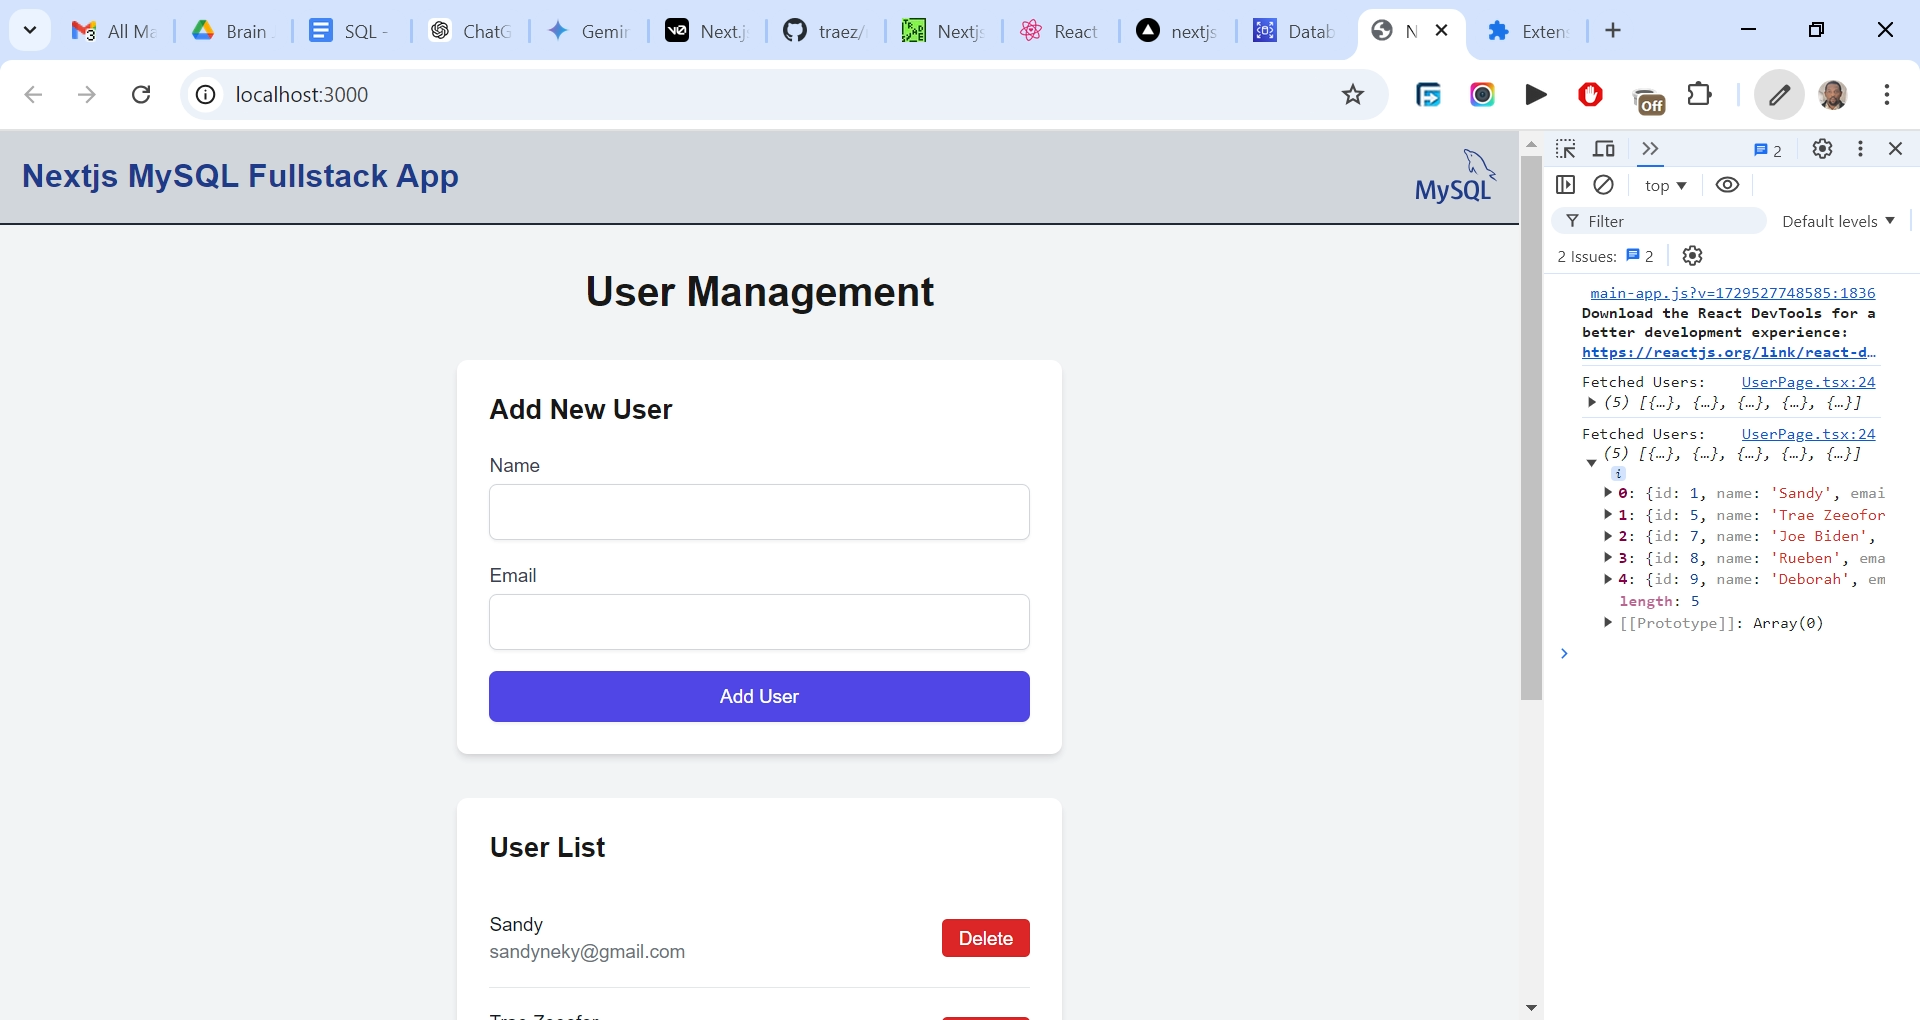 All Ma
Brain
SQL -
ChatG
Gemin
Next.j
traez/
Nextjs
React
nextjs
Datab
N
Exten
localhost:3000
Off
Nextjs MySQL Fullstack App
MySQL
User Management
Add New User
Name
Email
Add User
User List
Sandy
sandyneky@gmail.com
Delete
2
top
Filter
Default levels
2 Issues: 2
main-app.js?v=1729527748585:1836
Download the React DevTools for a
better development experience:
https://reactjs.org/link/react-d…
Fetched Users: UserPage.tsx:24
(5) [{…}, {…}, {…}, {…}, {…}]
Fetched Users: UserPage.tsx:24
(5) [{…}, {…}, {…}, {…}, {…}]
i
0: {id: 1, name: 'Sandy', emai
1: {id: 5, name: 'Trae Zeeofor
2: {id: 7, name: 'Joe Biden',
3: {id: 8, name: 'Rueben', ema
4: {id: 9, name: 'Deborah', em
length: 5
[[Prototype]]: Array(0)